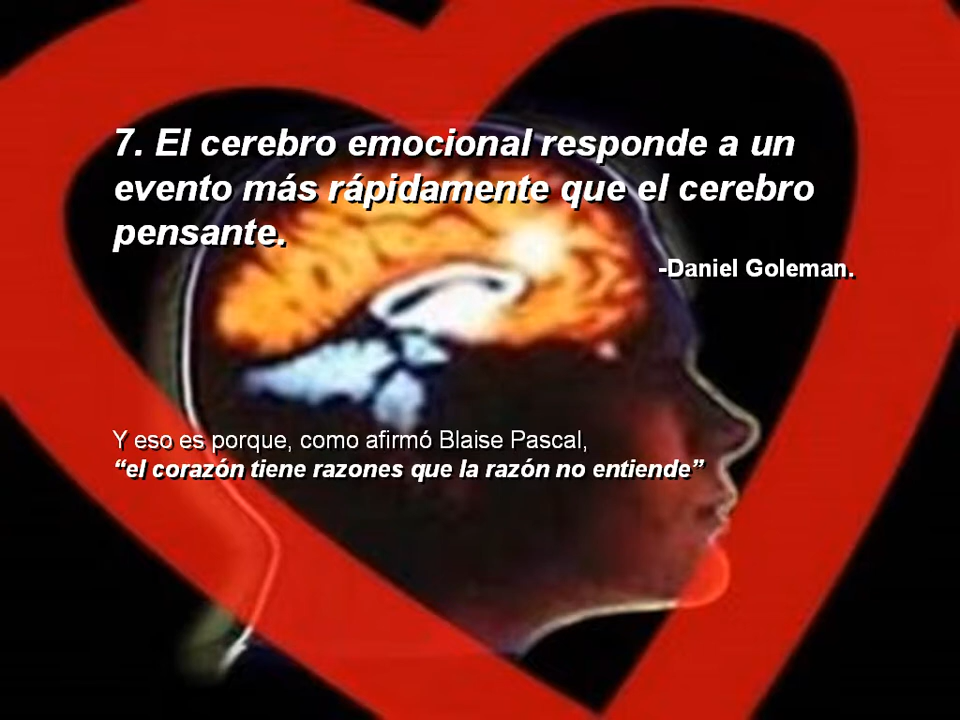 7. El cerebro emocional responde a un
evento más rápidamente que el cerebro
pensante.
-Daniel Goleman.
Y eso es porque, como afirmó Blaise Pascal,
“el corazón tiene razones que la razón no entiende”